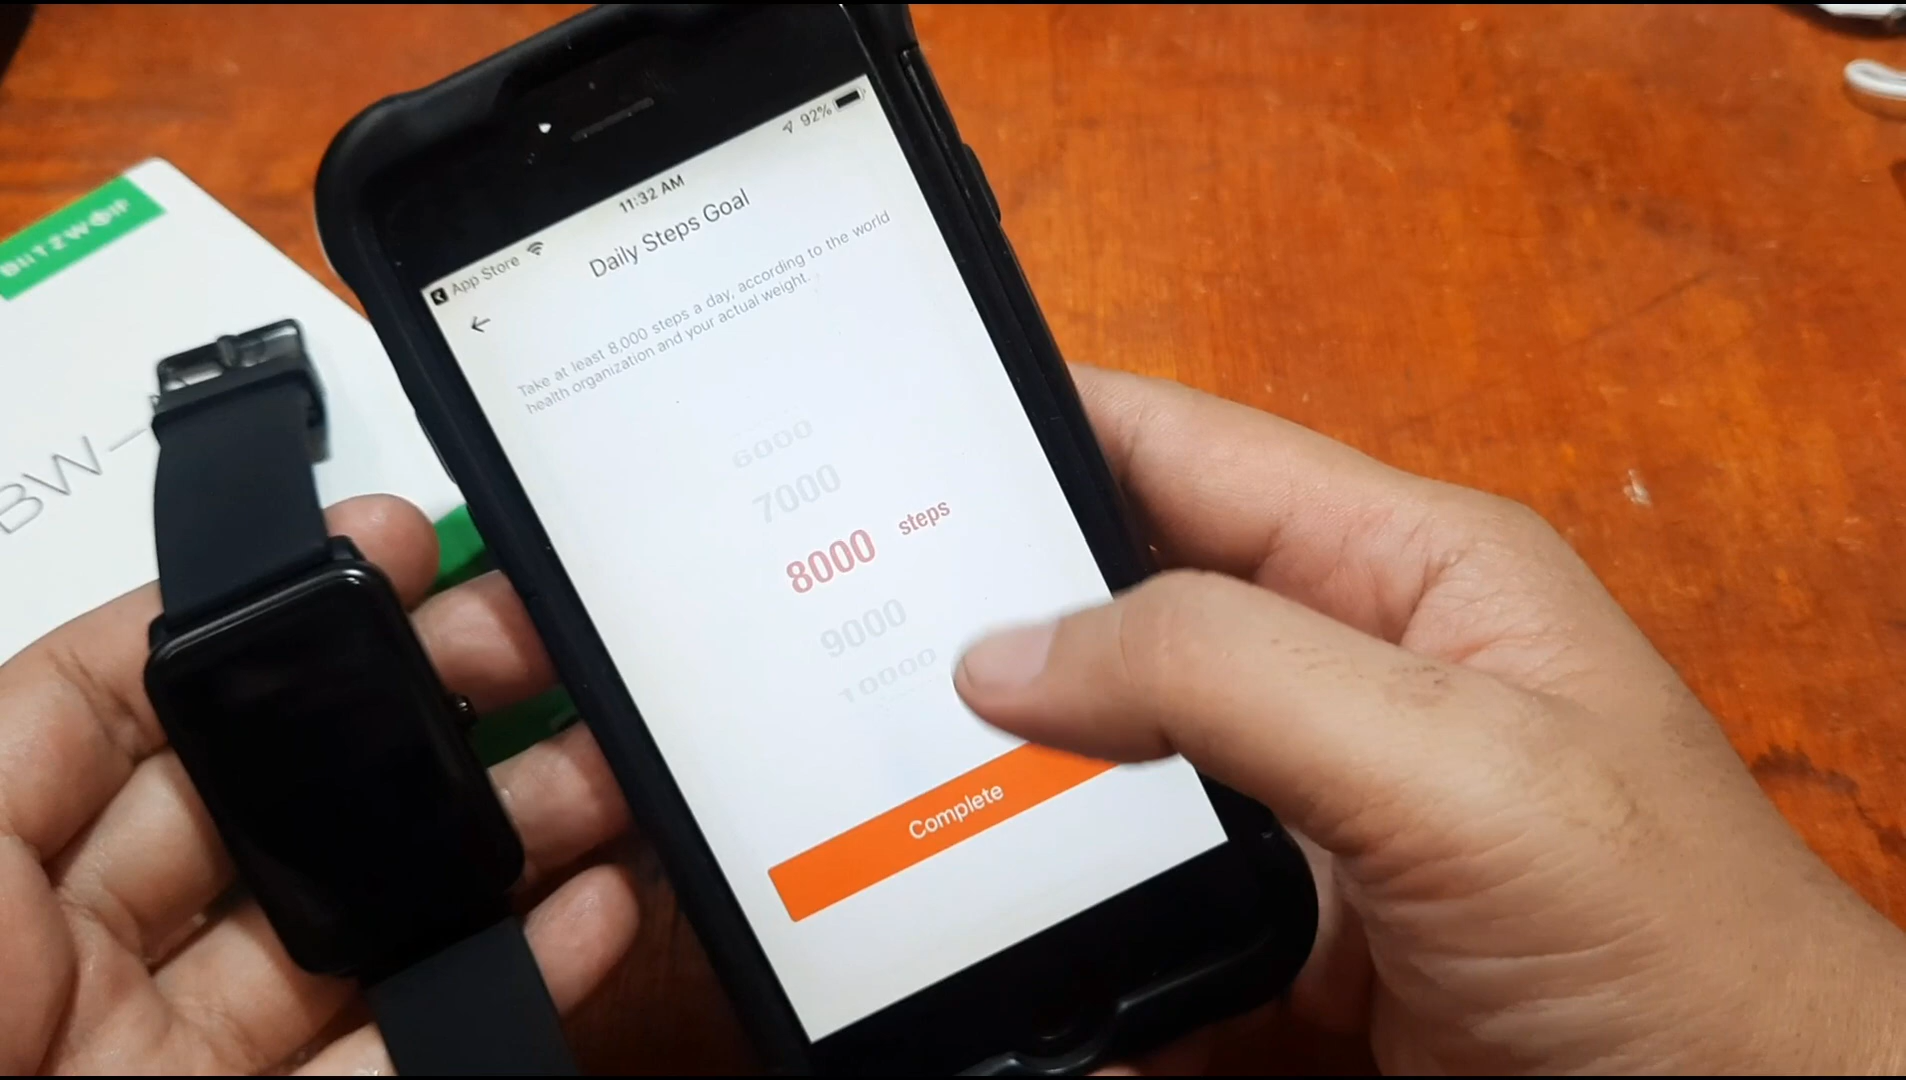 BlitzWolf
BW-
App Store
11:32 AM
92%
Daily Steps Goal
Take at least 8,000 steps a day, according to the world
health organization and your actual weight.
6000
7000
8000 steps
9000
10000
Complete